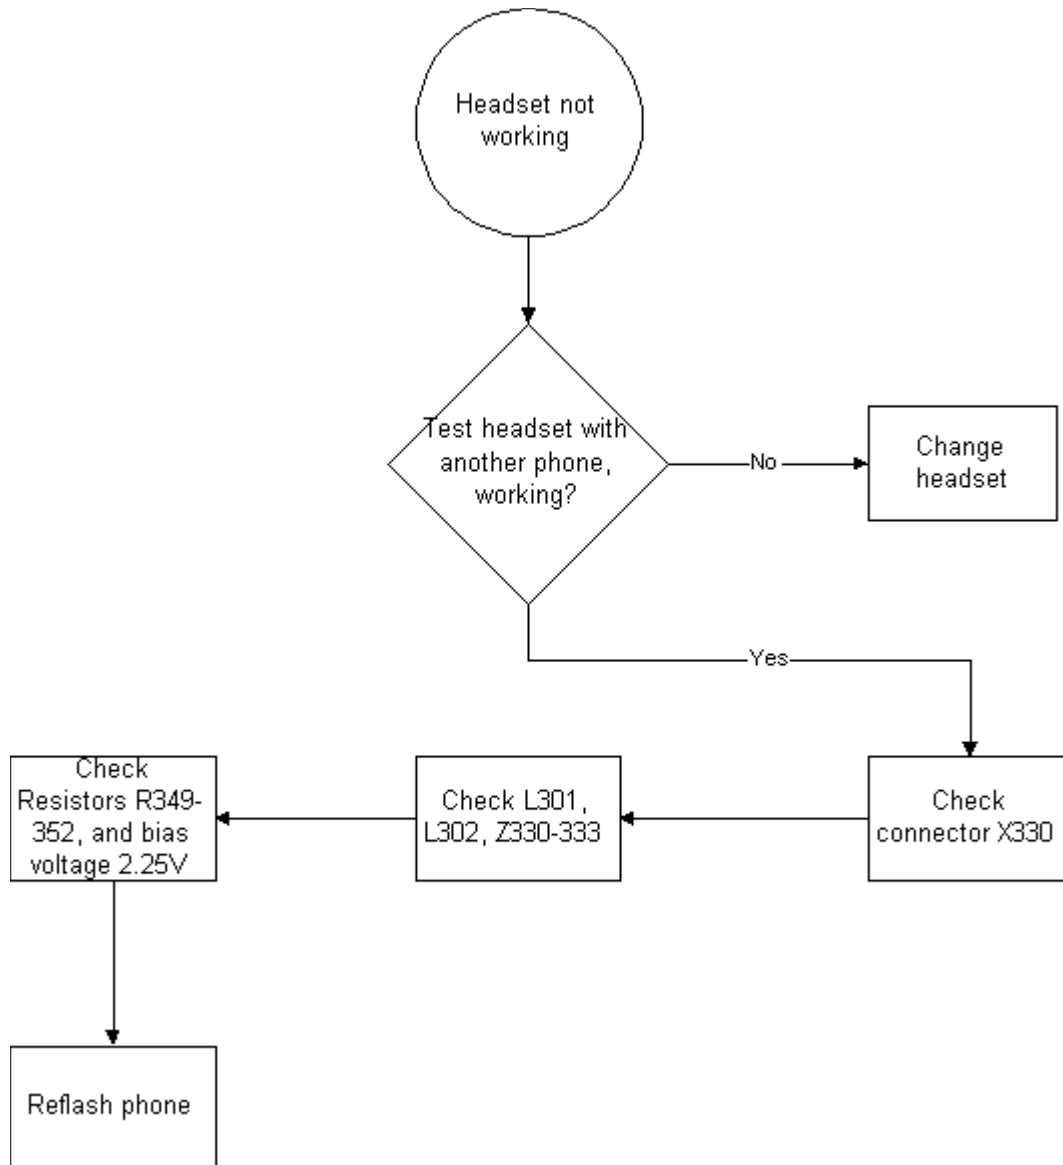 Headset not
working
Test headset with
another phone,
working?
No
Change
headset
Yes
Check
Resistors R349-
352, and bias
voltage 2.25V
Check L301,
L302, Z330-333
Check
connector X330
Reflash phone